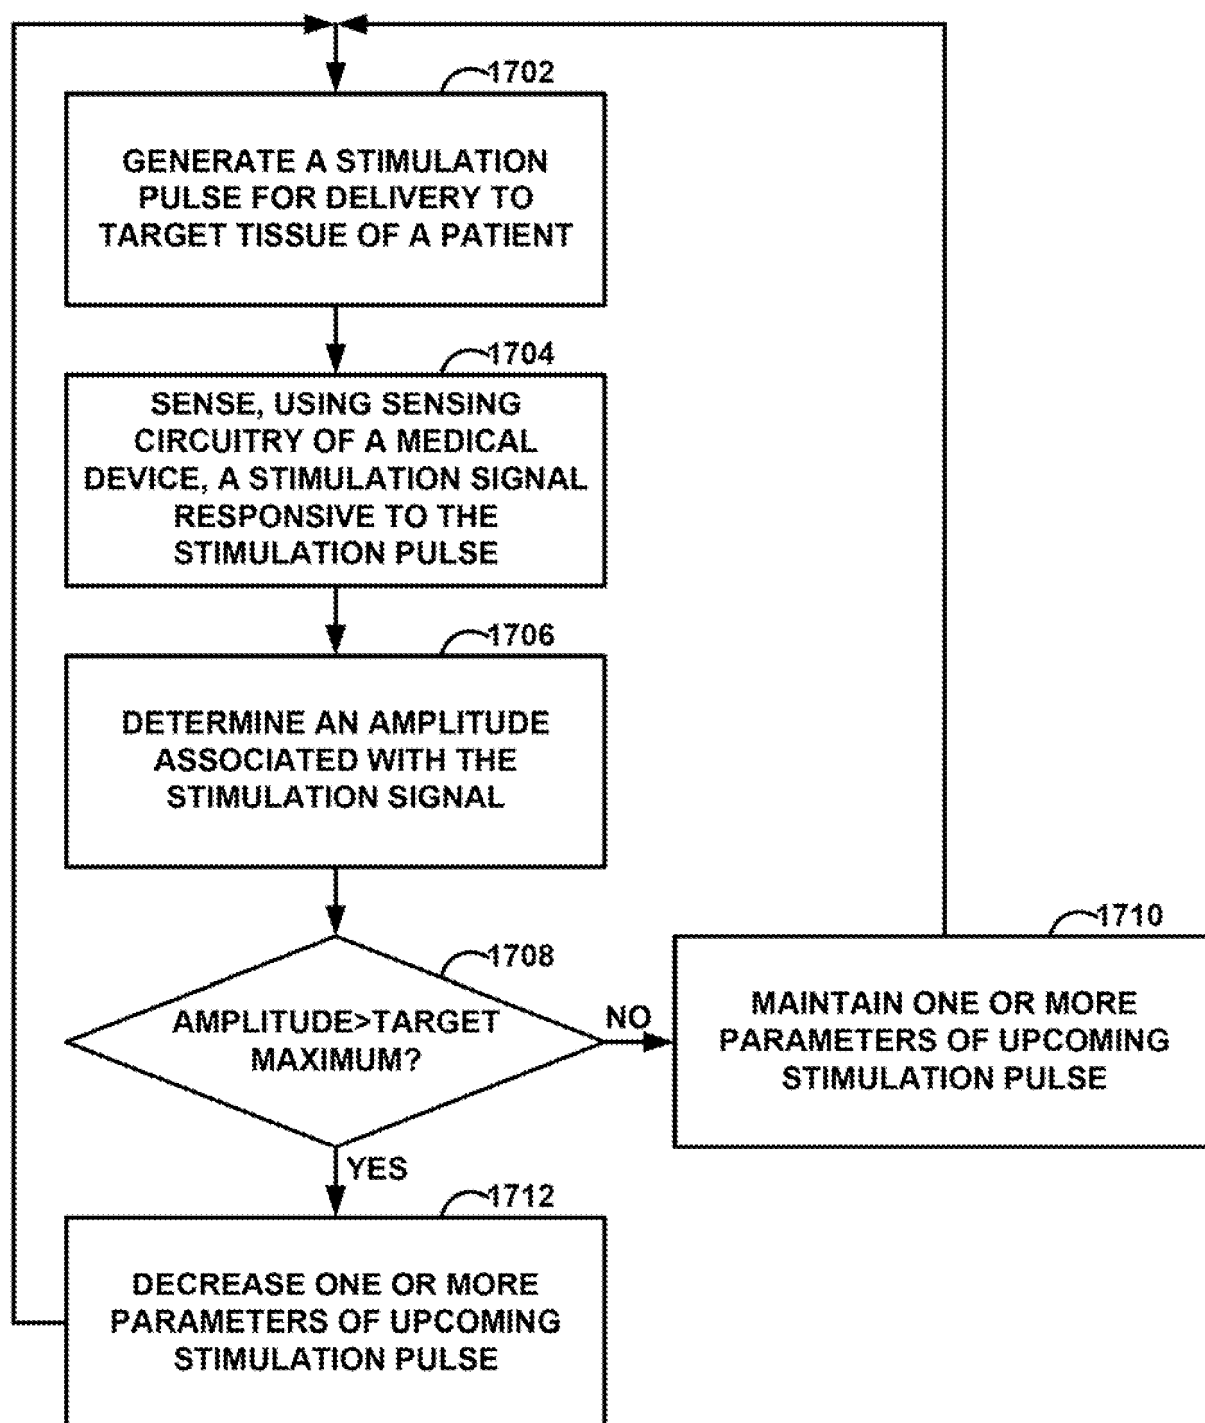 1702
GENERATE A STIMULATION
PULSE FOR DELIVERY TO
TARGET TISSUE OF A PATIENT
1704
SENSE, USING SENSING
CIRCUITRY OF A MEDICAL
DEVICE, A STIMULATION SIGNAL
RESPONSIVE TO THE
STIMULATION PULSE
1706
DETERMINE AN AMPLITUDE
ASSOCIATED WITH THE
STIMULATION SIGNAL
1708
AMPLITUDE>TARGET
MAXIMUM?
NO
1710
MAINTAIN ONE OR MORE
PARAMETERS OF UPCOMING
STIMULATION PULSE
YES
1712
DECREASE ONE OR MORE
PARAMETERS OF UPCOMING
STIMULATION PULSE